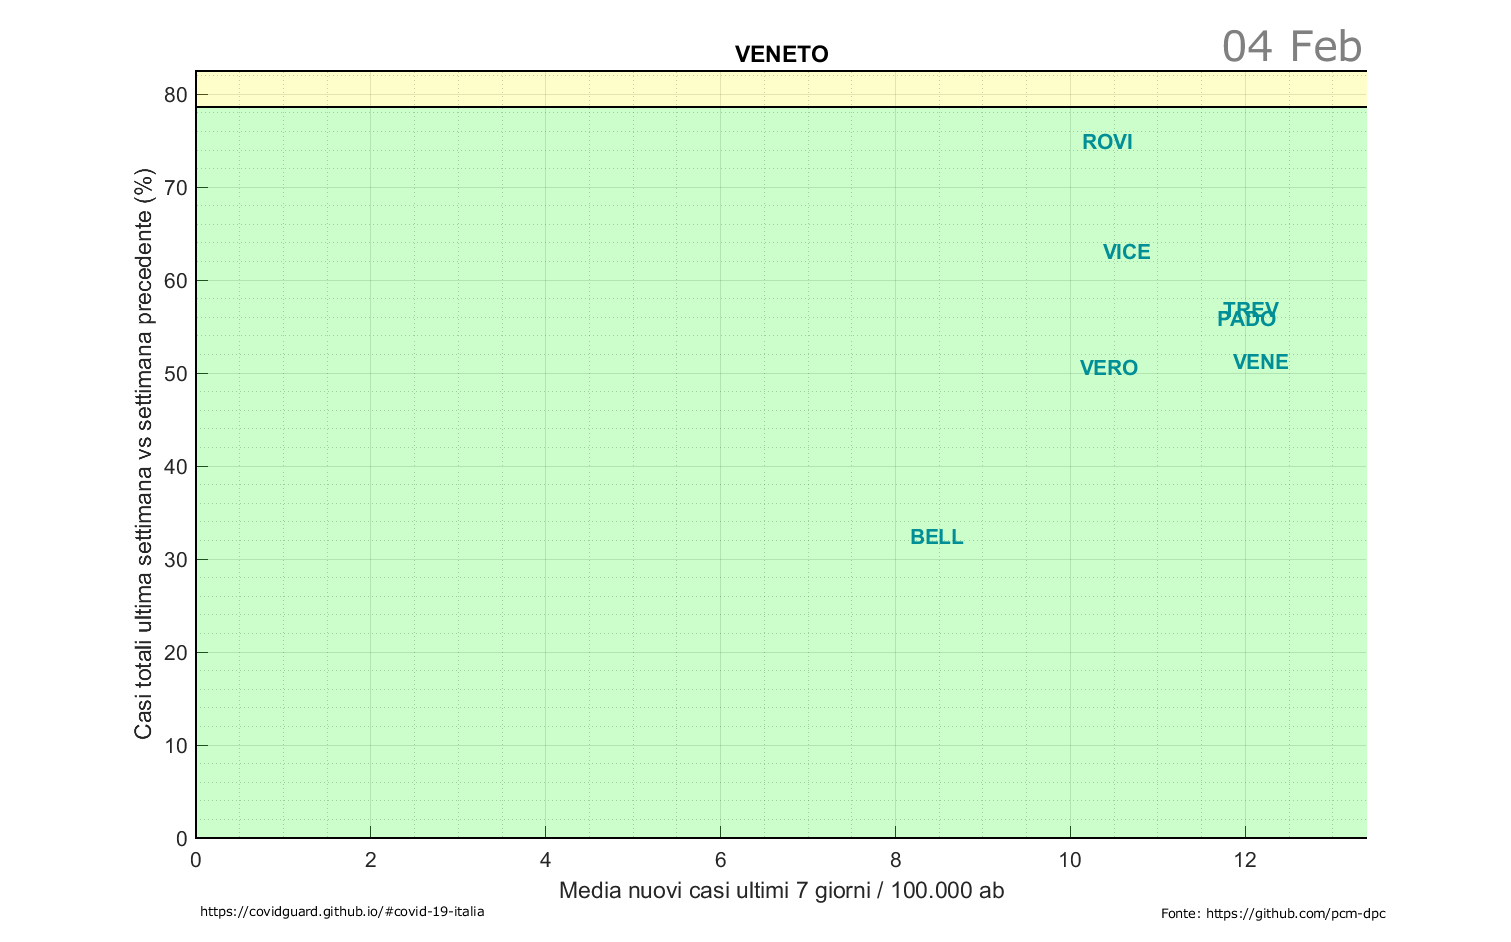 VENETO
04 Feb
Casi totali ultima settimana vs settimana precedente (%)
80
70
60
50
40
30
20
10
0
ROVI
VICE
TREV
PADO
VENE
VERO
BELL
0 2 4 6 8 10 12
Media nuovi casi ultimi 7 giorni / 100.000 ab
https://covidguard.github.io/#covid-19-italia
Fonte: https://github.com/pcm-dpc